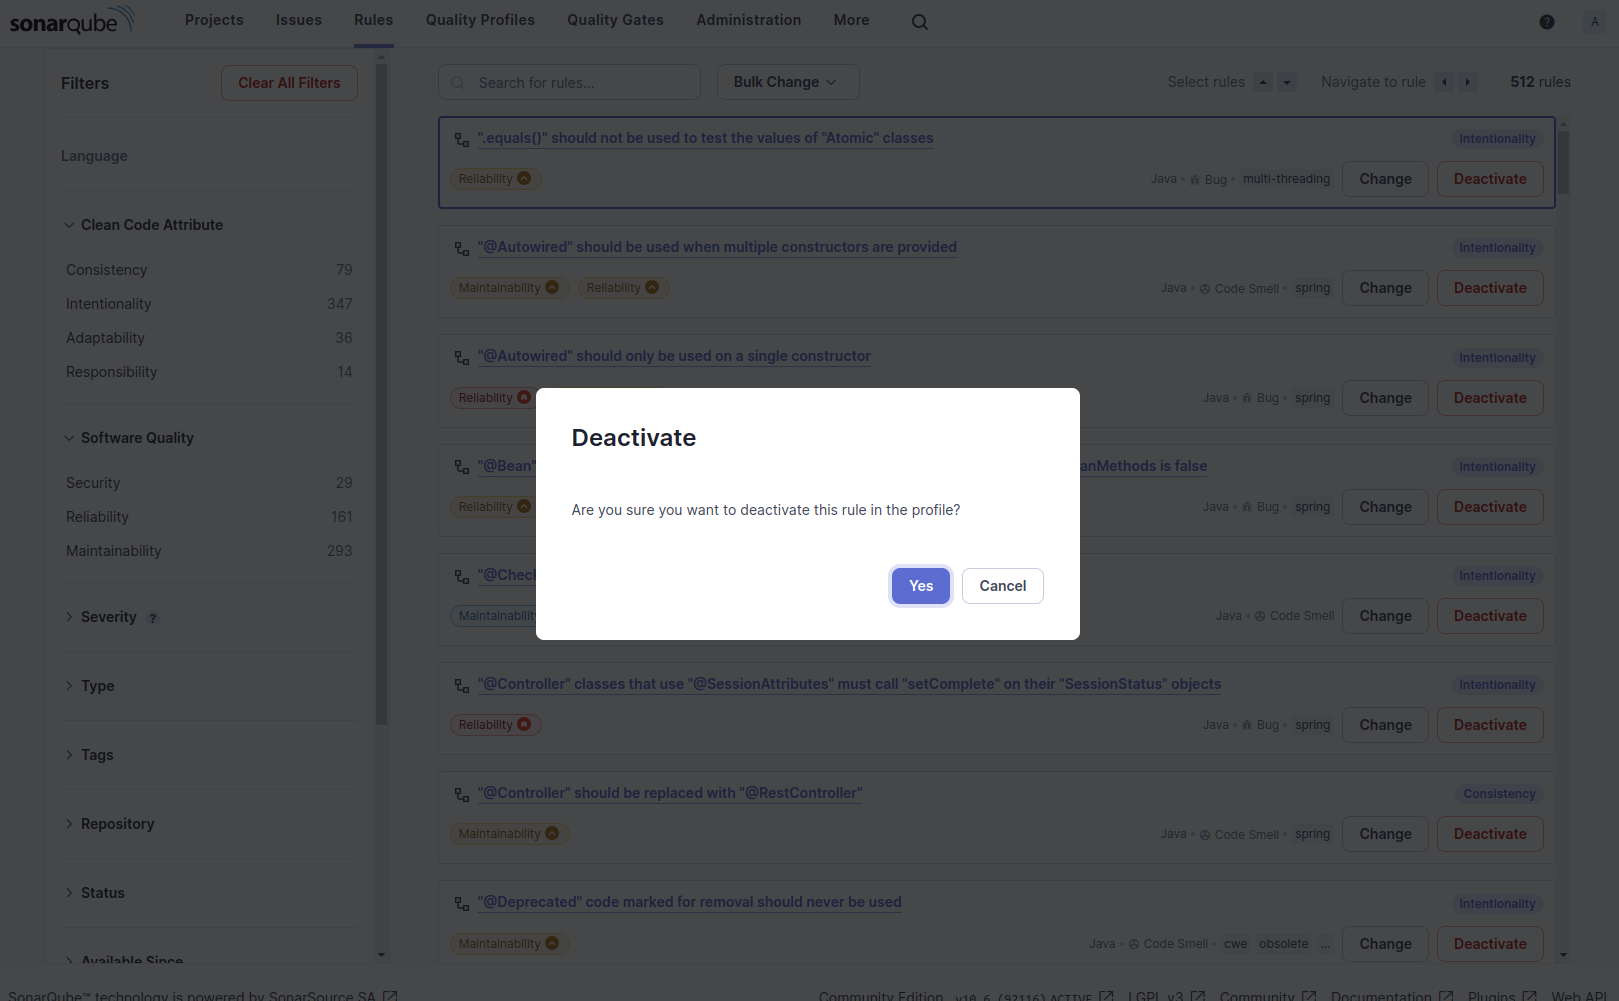 sonarqube Projects Issues Rules Quality Profiles Quality Gates Administration More ? A
Filters Clear All Filters
Language
Clean Code Attribute
Consistency 79
Intentionality 347
Adaptability 36
Responsibility 14
Software Quality
Security 29
Reliability 161
Maintainability 293
Severity ?
Type
Tags
Repository
Status
Available Since
Search for rules... Bulk Change Select rules Navigate to rule 512 rules
".equals()" should not be used to test the values of "Atomic" classes Intentionality
Reliability Java • Bug • multi-threading Change Deactivate
"@Autowired" should be used when multiple constructors are provided Intentionality
Maintainability Reliability Java • Code Smell • spring Change Deactivate
"@Autowired" should only be used on a single constructor Intentionality
Reliability Java • Bug • spring Change Deactivate
"@Bean" anMethods is false Intentionality
Reliability Java • Bug • spring Change Deactivate
"@Check Intentionality
Maintainability Java • Code Smell Change Deactivate
"@Controller" classes that use "@SessionAttributes" must call "setComplete" on their "SessionStatus" objects Intentionality
Reliability Java • Bug • spring Change Deactivate
"@Controller" should be replaced with "@RestController" Consistency
Maintainability Java • Code Smell • spring Change Deactivate
"@Deprecated" code marked for removal should never be used Intentionality
Maintainability Java • Code Smell • cwe obsolete ... Change Deactivate
Deactivate
Are you sure you want to deactivate this rule in the profile?
Yes Cancel
SonarQube™ technology is powered by SonarSource SA Community Edition v10.6 (92116) ACTIVE LGPL v3 Community Documentation Plugins Web API